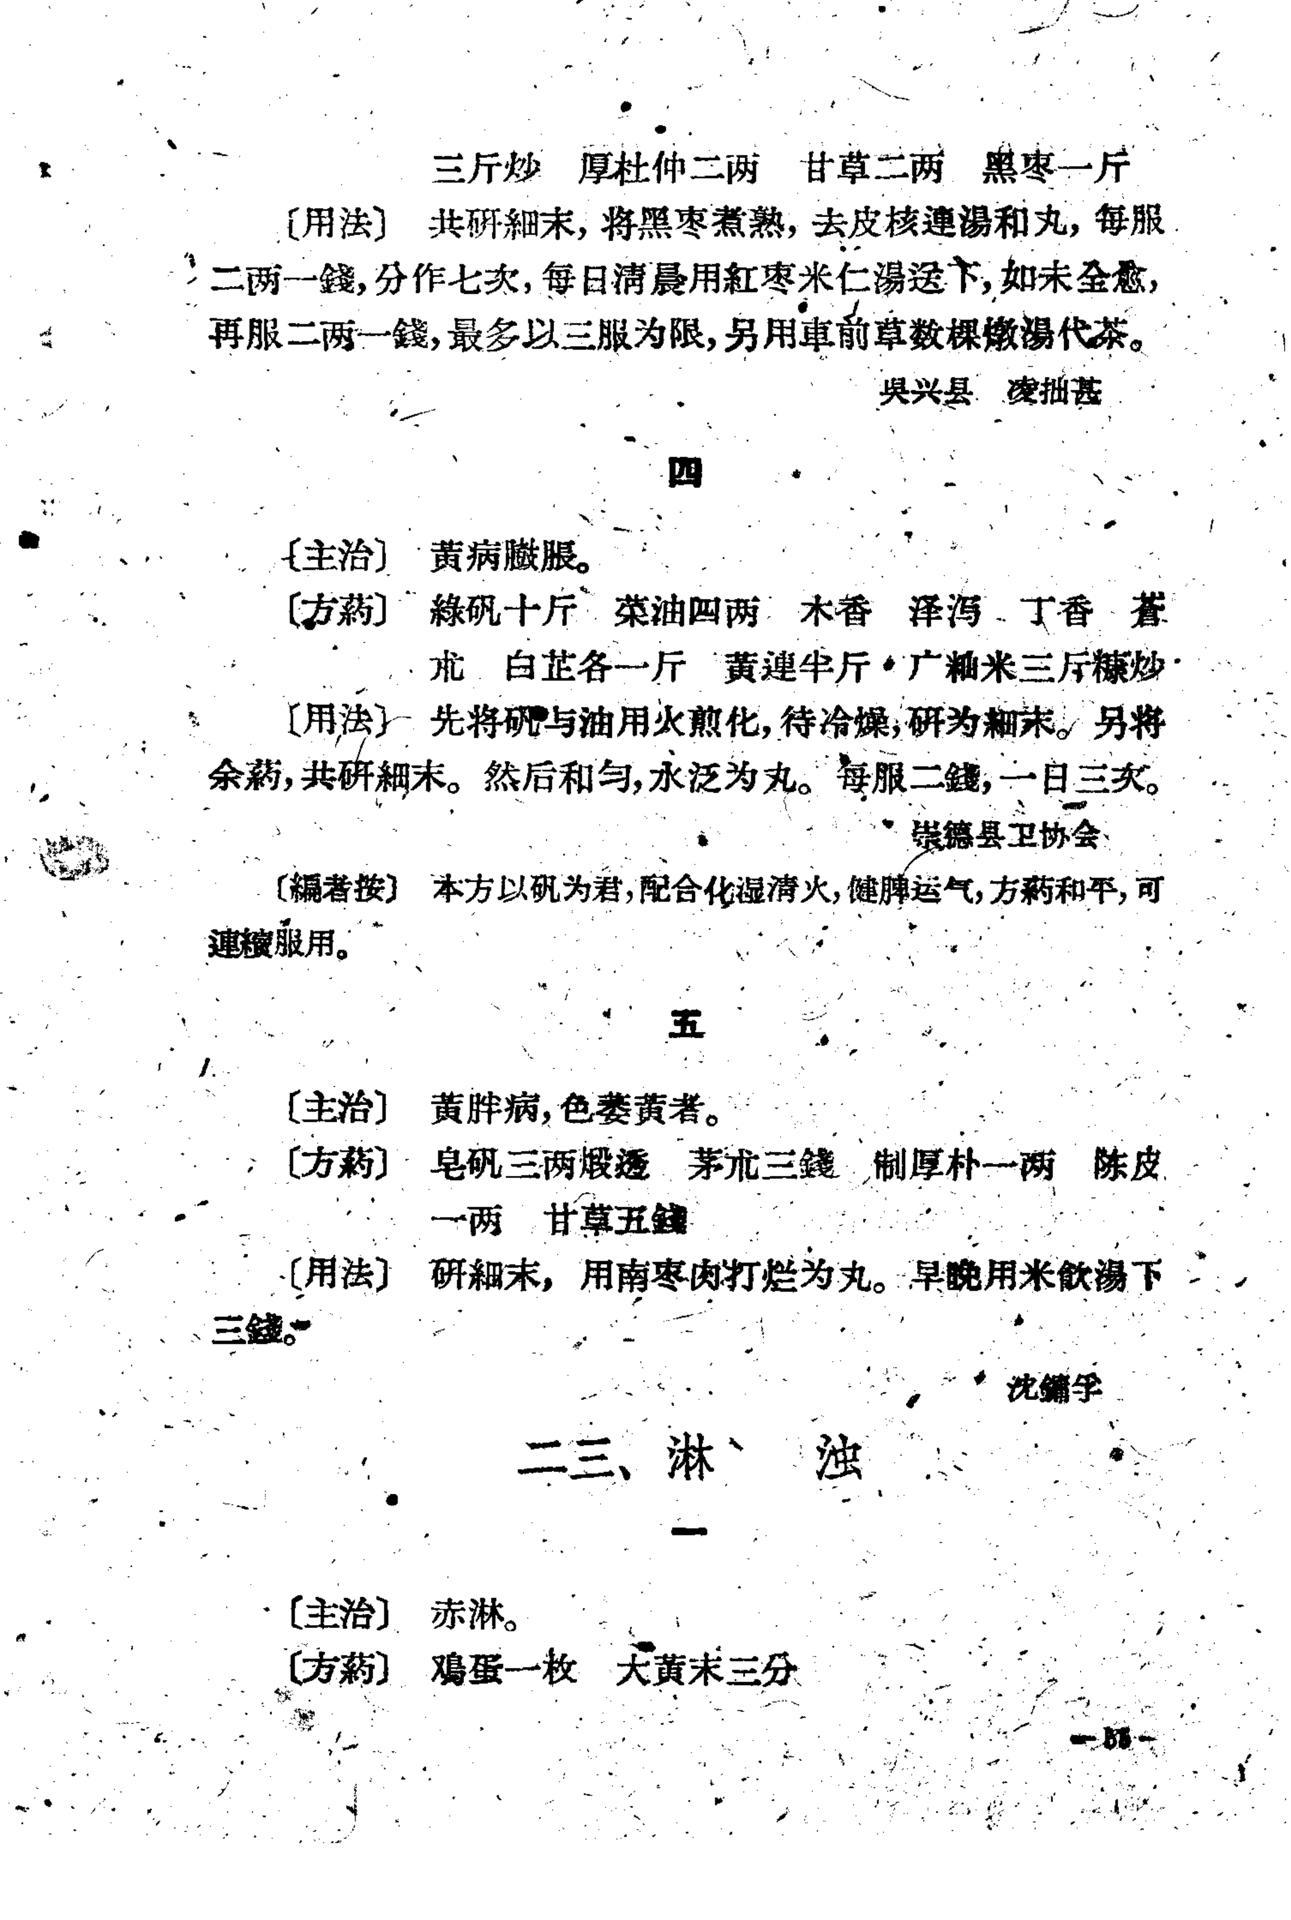 三斤炒　厚杜仲二两　甘草二两　黑枣一斤
〔用法〕　共研細末，将黑枣煮熟，去皮核連湯和丸，每服
二两一錢，分作七次，每日清晨用紅枣米仁湯送下，如未全愈，
再服二两一錢，最多以三服为限，另用車前草数棵燉湯代茶。
吳兴县　凌拙甚
四
〔主治〕　黃病臌脹。
〔方葯〕　綠矾十斤　菜油四两　木香　泽泻　丁香　蒼
朮　白芷各一斤　黄連半斤　广籼米三斤糠炒
〔用法〕　先将矾与油用火煎化，待冷燥，研为細末。另将
余葯，共研細末。然后和匀，水泛为丸。每服二錢，一日三次。
崇德县卫协会
〔編者按〕　本方以矾为君，配合化湿清火，健脾运气，方葯和平，可
連續服用。
五
〔主治〕　黃胖病，色萎黃者。
〔方葯〕　皂矾三两煅透　茅朮三錢　制厚朴一两　陈皮
一两　甘草五錢
〔用法〕　研細末，用南枣肉打烂为丸。早晚用米飲湯下
三錢。
沈鏞孚
二三、淋　浊
一
〔主治〕　赤淋。
〔方葯〕　鸡蛋一枚　大黄末三分